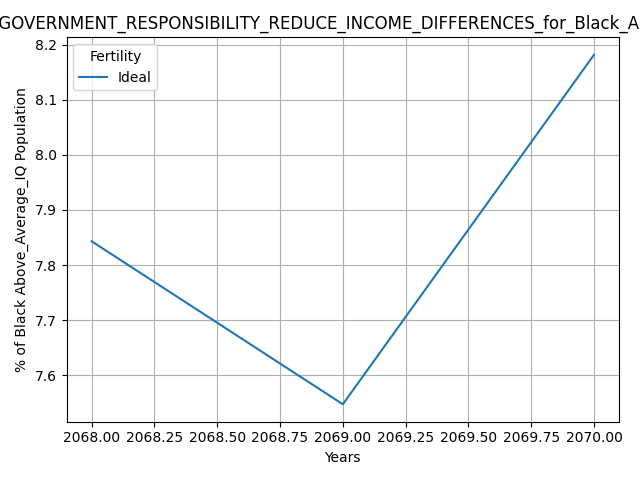 GOVERNMENT_RESPONSIBILITY_REDUCE_INCOME_DIFFERENCES_for_Black_A
Fertility
Ideal
% of Black Above_Average_IQ Population
8.2
8.1
8.0
7.9
7.8
7.7
7.6
2068.00 2068.25 2068.50 2068.75 2069.00 2069.25 2069.50 2069.75 2070.00
Years